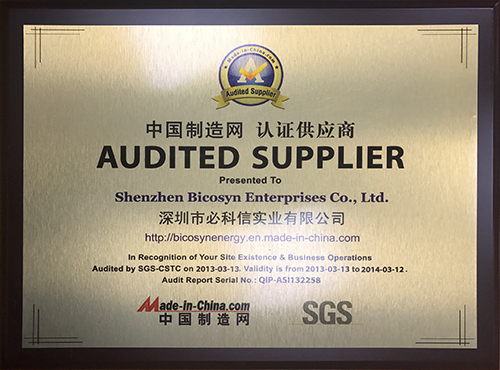 Made-in-China.com
Audited Supplier
中国制造网 认证供应商
AUDITED SUPPLIER
Presented To
Shenzhen Bicosyn Enterprises Co., Ltd.
深圳市必科信实业有限公司
http://bicosynenergy.en.made-in-china.com
In Recognition of Your Site Existence & Business Operations
Audited by SGS-CSTC on 2013-03-13. Validity is from 2013-03-13 to 2014-03-12.
Audit Report Serial No.: QIP-ASI132258
Made-in-China.com
中国制造网
SGS